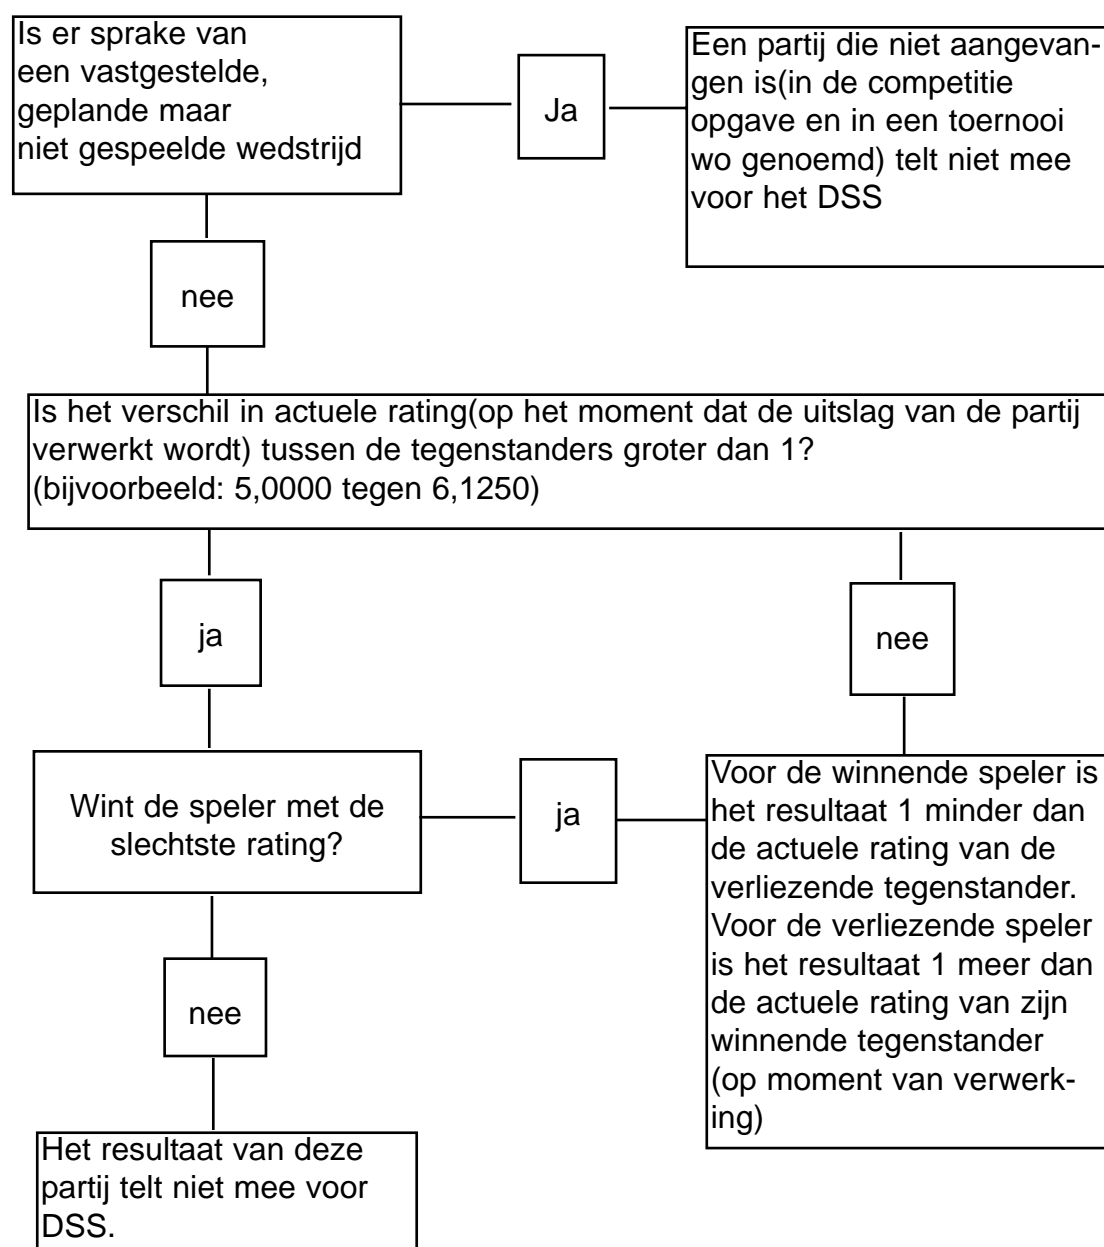 Is er sprake van
een vastgestelde,
geplande maar
niet gespeelde wedstrijd
Ja
Een partij die niet aangevan-
gen is(in de competitie
opgave en in een toernooi
wo genoemd) telt niet mee
voor het DSS
nee
Is het verschil in actuele rating(op het moment dat de uitslag van de partij
verwerkt wordt) tussen de tegenstanders groter dan 1?
(bijvoorbeeld: 5,0000 tegen 6,1250)
ja
nee
Wint de speler met de
slechtste rating?
ja
Voor de winnende speler is
het resultaat 1 minder dan
de actuele rating van de
verliezende tegenstander.
Voor de verliezende speler
is het resultaat 1 meer dan
de actuele rating van zijn
winnende tegenstander
(op moment van verwerk-
ing)
nee
Het resultaat van deze
partij telt niet mee voor
DSS.